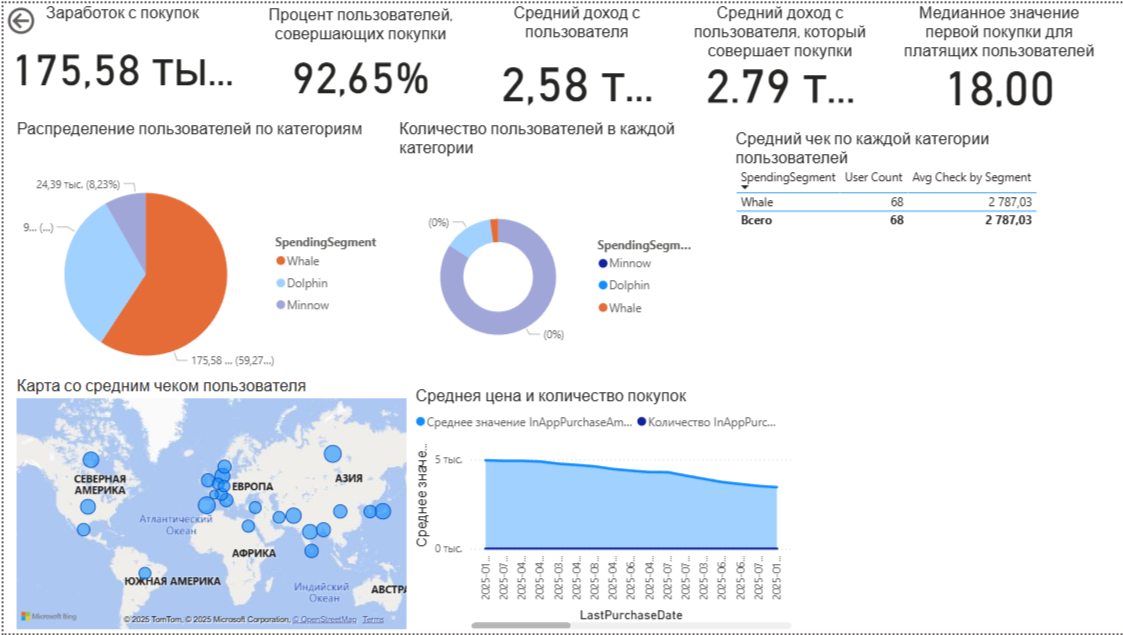 Заработок с покупок
175,58 ты...
Процент пользователей,
совершающих покупки
92,65%
Средний доход с
пользователя
2,58 т...
Средний доход с
пользователя, который
совершает покупки
2.79 т...
Медианное значение
первой покупки для
платящих пользователей
18,00
Распределение пользователей по категориям
24,39 тыс. (8,23%)
9... (...)
175,58 ... (59,27...)
SpendingSegment
Whale
Dolphin
Minnow
Количество пользователей в каждой
категории
(0%)
(0%)
SpendingSegm...
Minnow
Dolphin
Whale
Средний чек по каждой категории
пользователей
SpendingSegment User Count Avg Check by Segment
Whale 68 2 787,03
Всего 68 2 787,03
Карта со средним чеком пользователя
СЕВЕРНАЯ
АМЕРИКА
ЕВРОПА
АЗИЯ
Атлантический
Океан
АФРИКА
ЮЖНАЯ АМЕРИКА
Индийский
Океан
АВСТРА
Microsoft Bing
© 2025 TomTom, © 2025 Microsoft Corporation, © OpenStreetMap Terms
Средняя цена и количество покупок
Среднее значение InAppPurchaseAm... Количество InAppPurc...
Среднее значе...
5 тыс.
0 тыс.
2025-01... 2025-07... 2025-04... 2025-04... 2025-03... 2025-04... 2025-08... 2025-04... 2025-06... 2025-04... 2025-07... 2025-07... 2025-03... 2025-06... 2025-06... 2025-07... 2025-01...
LastPurchaseDate